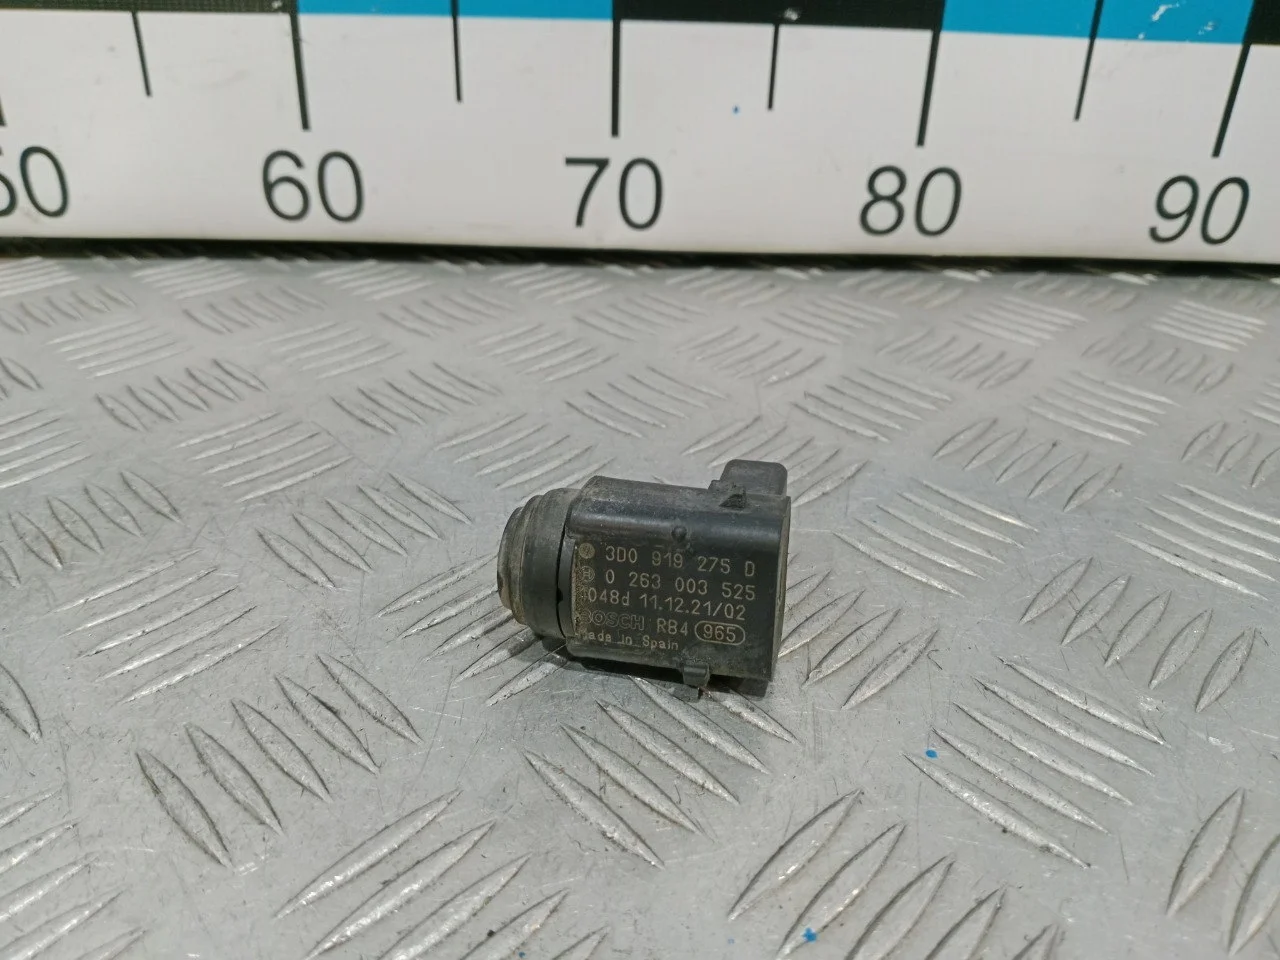 60
70
80
90
3D0 919 275 D
0 263 003 525
048d 11.12.21/02
BOSCH RB4 965
Made in Spain